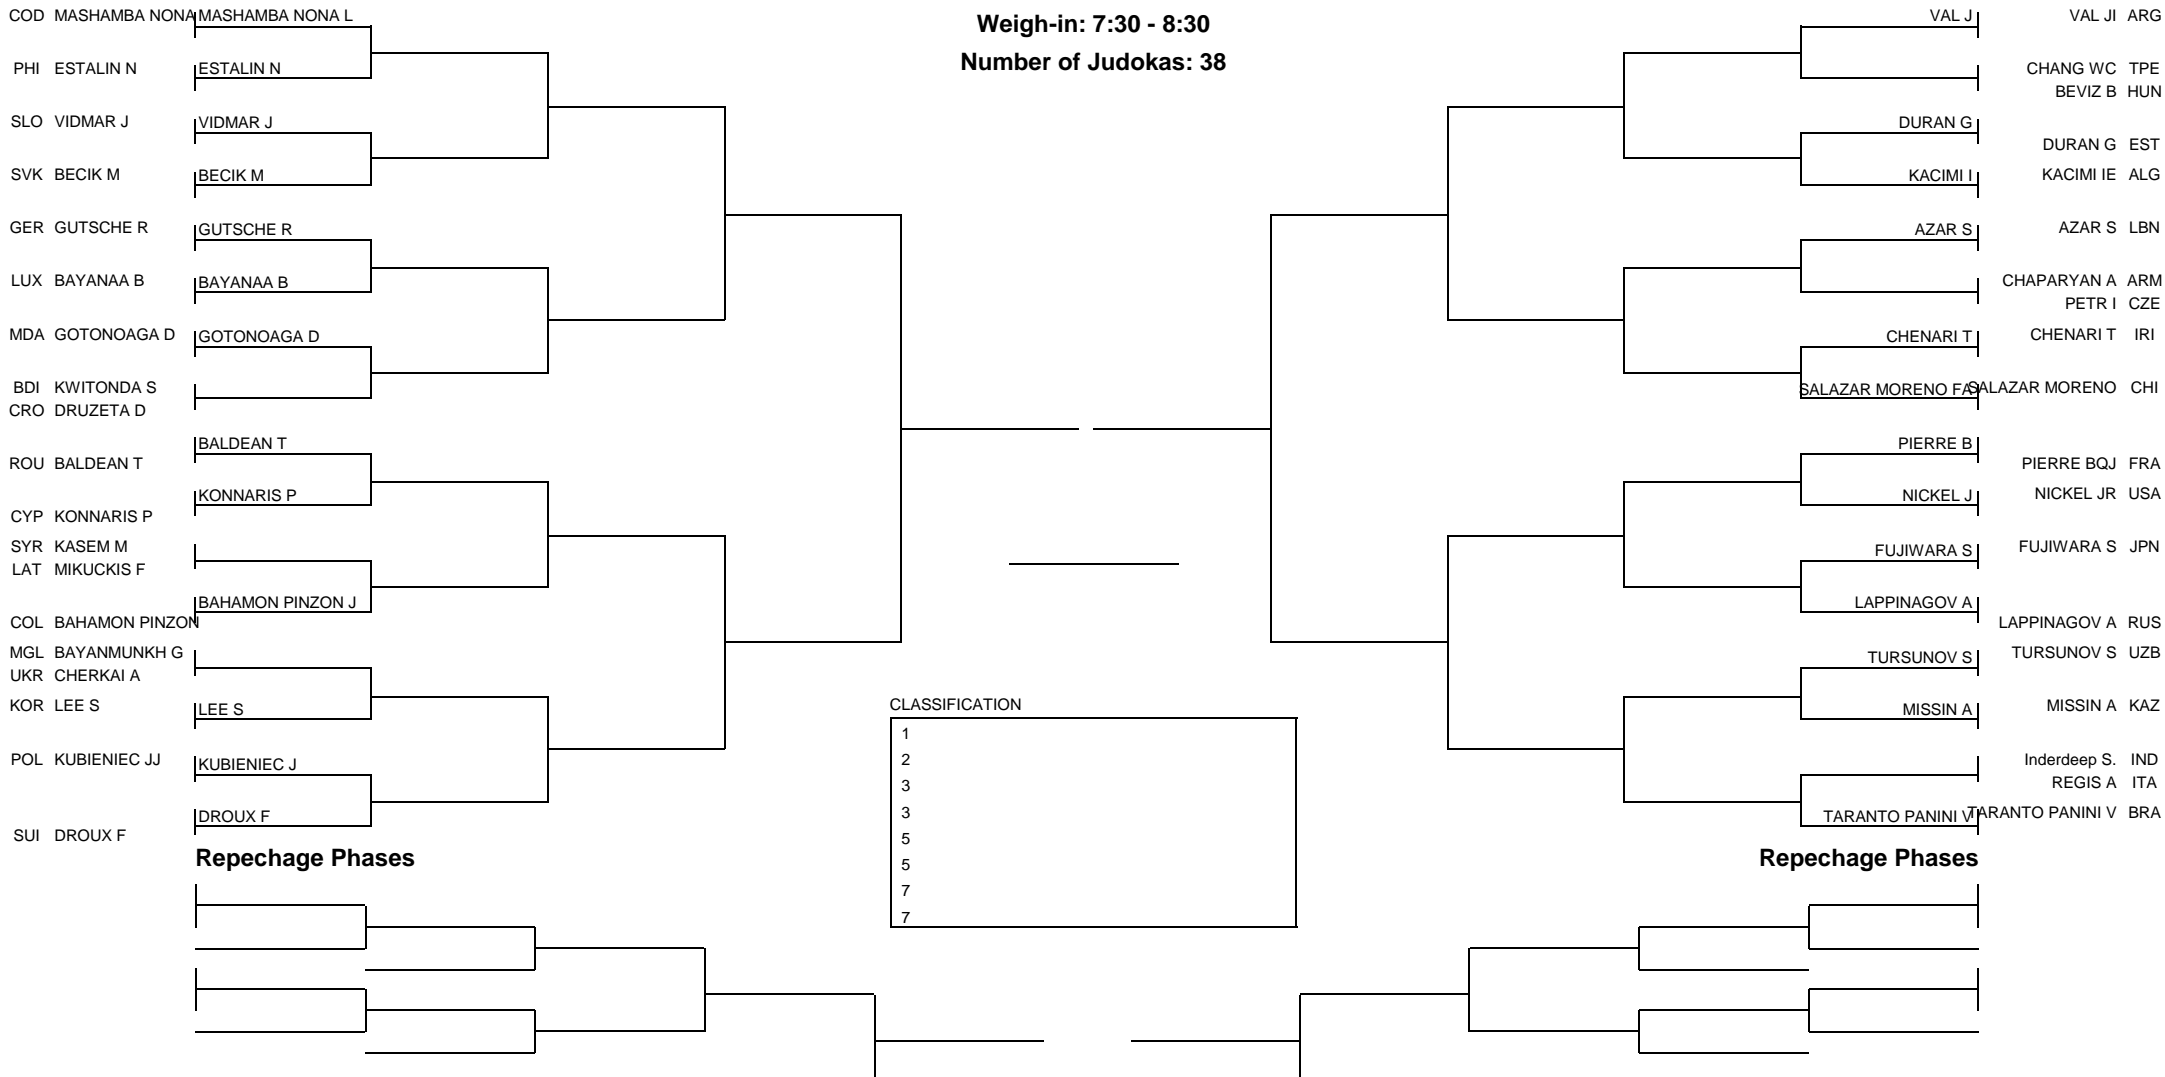 Weigh-in: 7:30 - 8:30
Number of Judokas: 38
COD MASHAMBA NONA MASHAMBA NONA L
PHI ESTALIN N ESTALIN N
SLO VIDMAR J VIDMAR J
SVK BECIK M BECIK M
GER GUTSCHE R GUTSCHE R
LUX BAYANAA B BAYANAA B
MDA GOTONOAGA D GOTONOAGA D
BDI KWITONDA S
CRO DRUZETA D
BALDEAN T
ROU BALDEAN T
KONNARIS P
CYP KONNARIS P
SYR KASEM M
LAT MIKUCKIS F
BAHAMON PINZON J
COL BAHAMON PINZON
MGL BAYANMUNKH G
UKR CHERKAI A
KOR LEE S LEE S
POL KUBIENIEC JJ KUBIENIEC J
DROUX F
SUI DROUX F
VAL J VAL JI ARG
CHANG WC TPE
BEVIZ B HUN
DURAN G
DURAN G EST
KACIMI I KACIMI IE ALG
AZAR S AZAR S LBN
CHAPARYAN A ARM
PETR I CZE
CHENARI T CHENARI T IRI
SALAZAR MORENO FA SALAZAR MORENO CHI
PIERRE B
PIERRE BQJ FRA
NICKEL J NICKEL JR USA
FUJIWARA S FUJIWARA S JPN
LAPPINAGOV A
LAPPINAGOV A RUS
TURSUNOV S TURSUNOV S UZB
MISSIN A MISSIN A KAZ
Inderdeep S. IND
REGIS A ITA
TARANTO PANINI V TARANTO PANINI V BRA
CLASSIFICATION
1
2
3
3
5
5
7
7
Repechage Phases
Repechage Phases